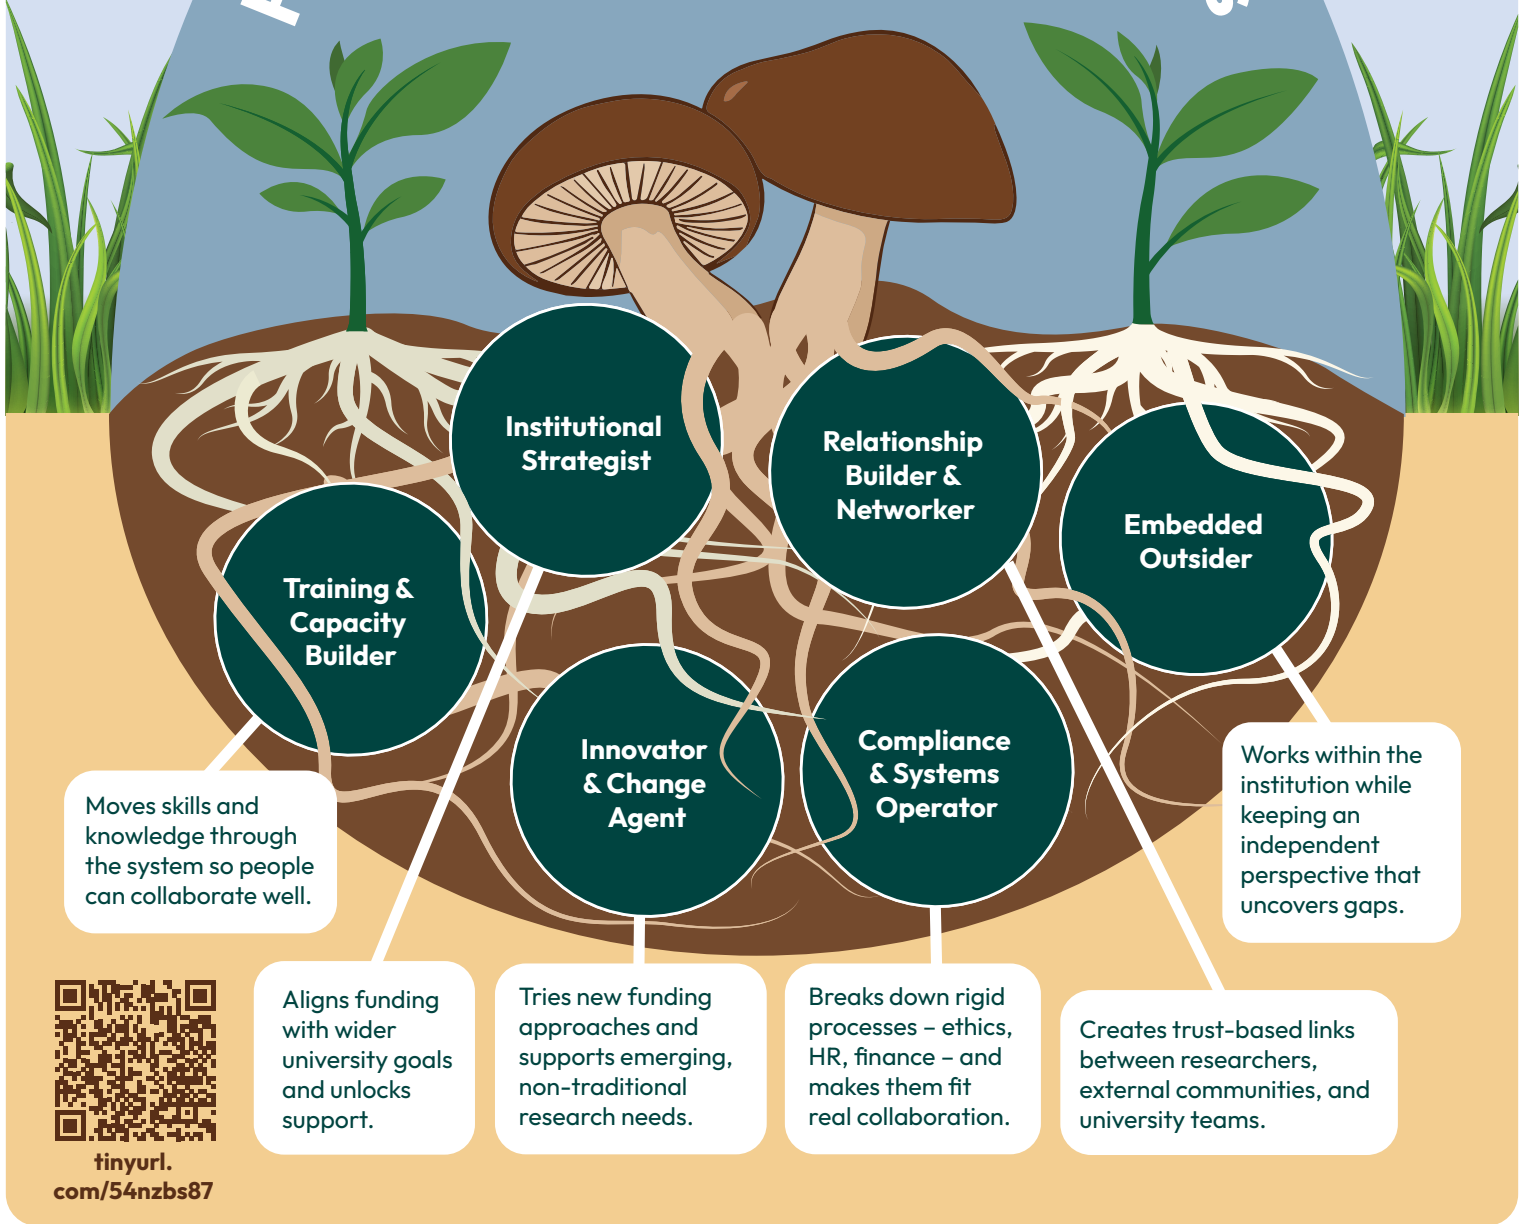 Institutional
Strategist
Relationship
Builder &
Networker
Embedded
Outsider
Training &
Capacity
Builder
Innovator
& Change
Agent
Compliance
& Systems
Operator
Works within the
institution while
keeping an
independent
perspective that
uncovers gaps.
Moves skills and
knowledge through
the system so people
can collaborate well.
Aligns funding
with wider
university goals
and unlocks
support.
Tries new funding
approaches and
supports emerging,
non-traditional
research needs.
Breaks down rigid
processes – ethics,
HR, finance – and
makes them fit
real collaboration.
Creates trust-based links
between researchers,
external communities, and
university teams.
tinyurl.
com/54nzbs87